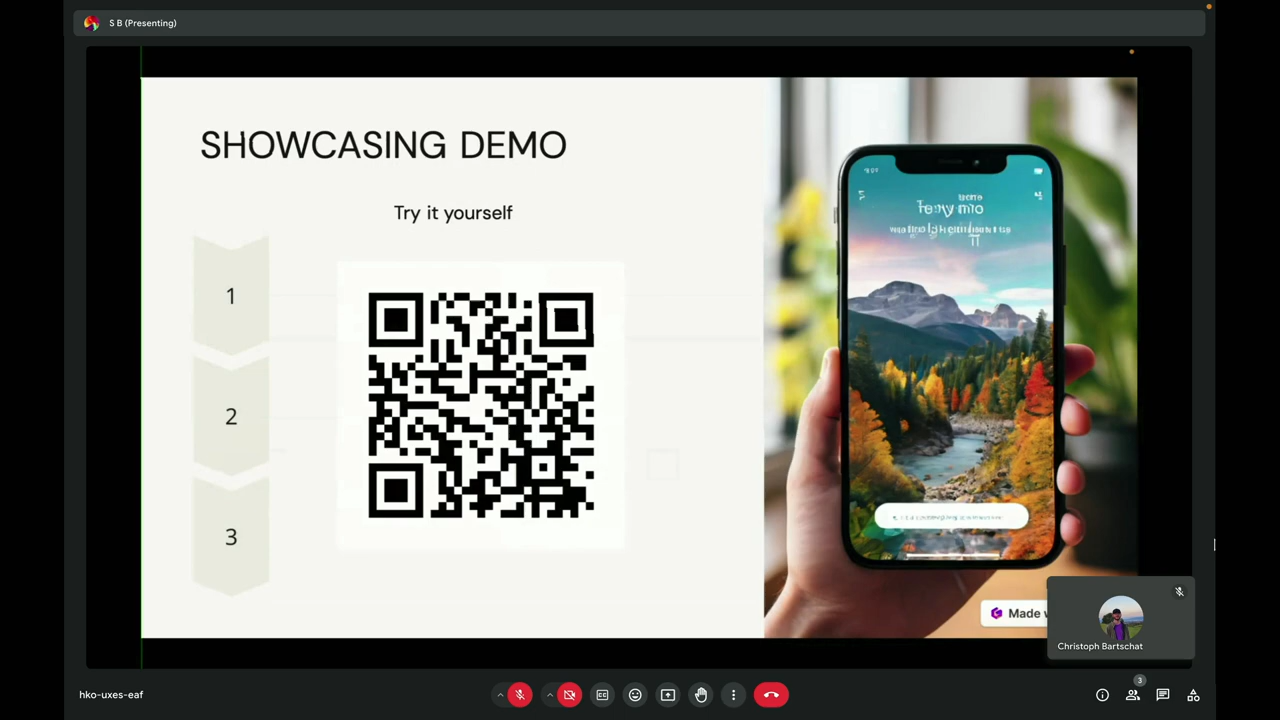 S B (Presenting)
SHOWCASING DEMO
Try it yourself
1
2
3
Made
Christoph Bartschat
hko-uxes-eaf
3